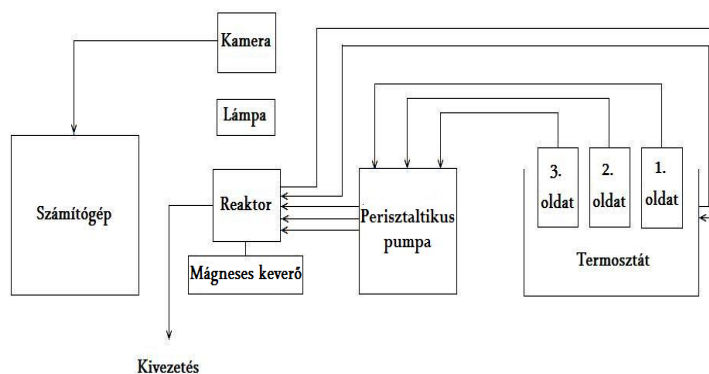 Kamera
Lámpa
Számítógép
Reaktor
Mágneses keverő
Kivezetés
Perisztaltikus
pumpa
3.
oldat
2.
oldat
1.
oldat
Termosztát